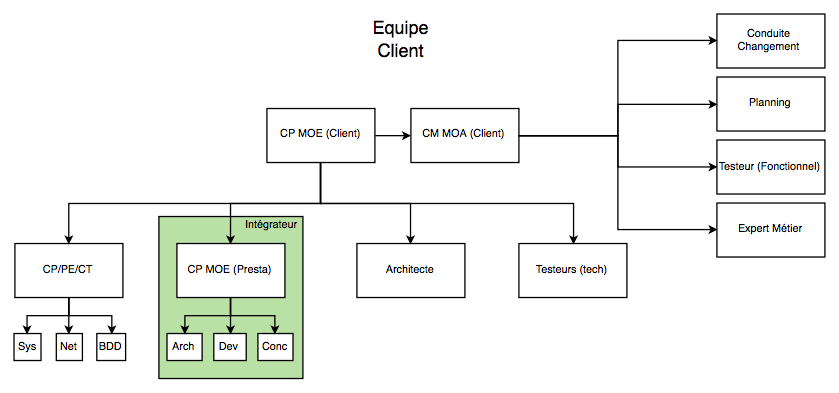 Equipe
Client
Conduite
Changement
Planning
CP MOE (Client)
CM MOA (Client)
Testeur (Fonctionnel)
Expert Métier
Intégrateur
CP/PE/CT
CP MOE (Presta)
Architecte
Testeurs (tech)
Sys
Net
BDD
Arch
Dev
Conc